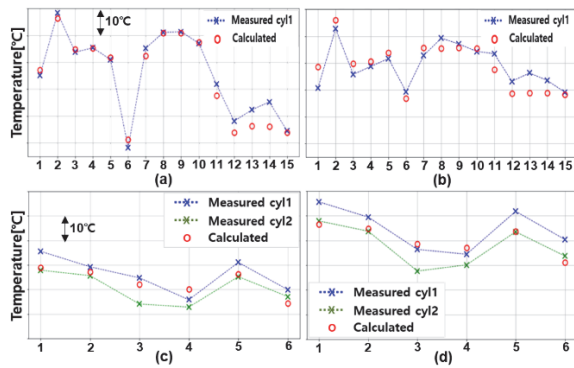 10℃
Measured cyl1
Calculated
Measured cyl1
Calculated
Temperature[℃]
1 2 3 4 5 6 7 8 9 10 11 12 13 14 15
1 2 3 4 5 6 7 8 9 10 11 12 13 14 15
(a)
(b)
10℃
Measured cyl1
Measured cyl2
Calculated
Temperature[℃]
Measured cyl1
Measured cyl2
Calculated
1 2 3 4 5 6
1 2 3 4 5 6
(c)
(d)